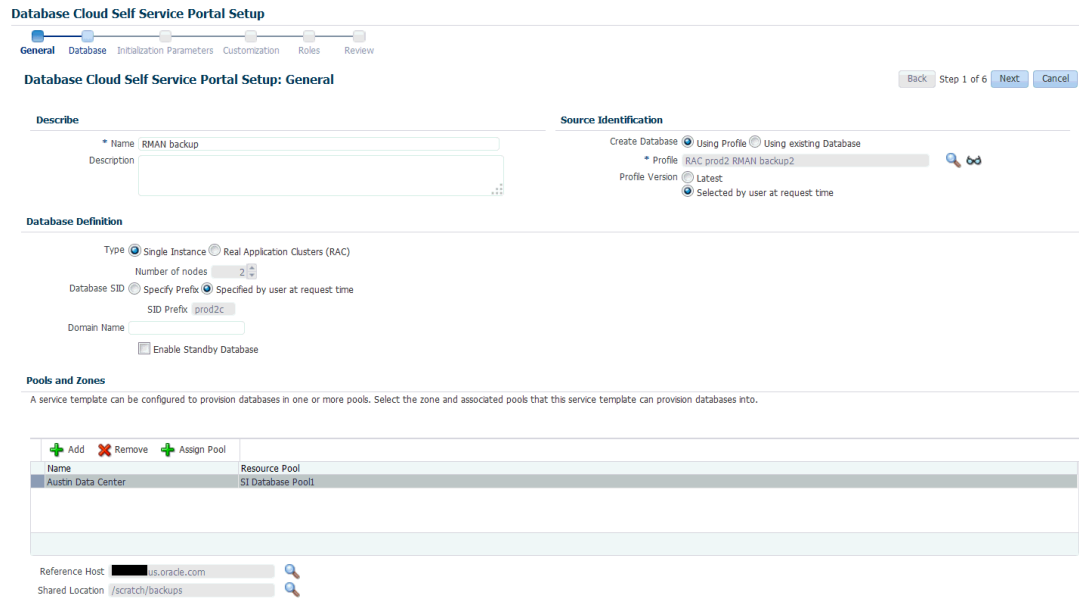 Database Cloud Self Service Portal Setup
General Database Initialization Parameters Customization Roles Review
Database Cloud Self Service Portal Setup: General
Back Step 1 of 6 Next Cancel
Describe
* Name RMAN backup
Description
Source Identification
Create Database Using Profile Using existing Database
* Profile RAC prod2 RMAN backup2
Profile Version Latest
Selected by user at request time
Database Definition
Type Single Instance Real Application Clusters (RAC)
Number of nodes 2
Database SID Specify Prefix Specified by user at request time
SID Prefix prod2c
Domain Name
Enable Standby Database
Pools and Zones
A service template can be configured to provision databases in one or more pools. Select the zone and associated pools that this service template can provision databases into.
Add Remove Assign Pool
Name Resource Pool
Austin Data Center SI Database Pool1
Reference Host us.oracle.com
Shared Location /scratch/backups